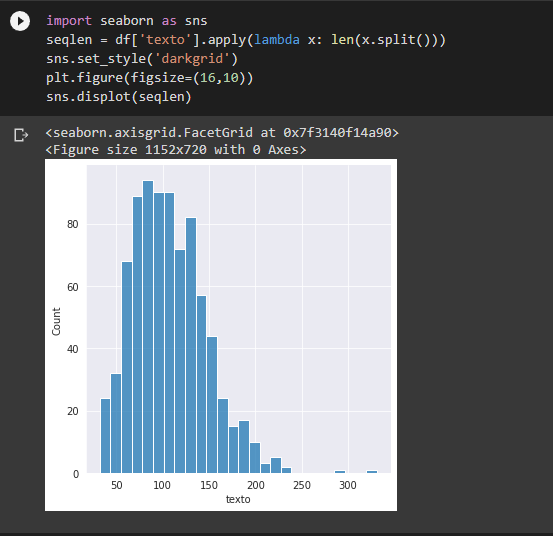 import seaborn as sns
seqlen = df['texto'].apply(lambda x: len(x.split()))
sns.set_style('darkgrid')
plt.figure(figsize=(16,10))
sns.displot(seqlen)
<seaborn.axisgrid.FacetGrid at 0x7f3140f14a90>
<Figure size 1152x720 with 0 Axes>
80
60
40
20
0
Count
50 100 150 200 250 300
texto